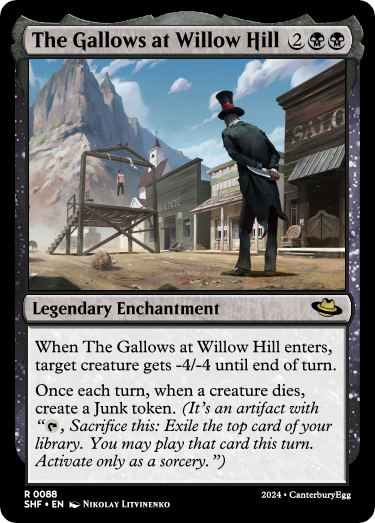 The Gallows at Willow Hill 2
SALO
BANK
Legendary Enchantment
When The Gallows at Willow Hill enters,
target creature gets -4/-4 until end of turn.
Once each turn, when a creature dies,
create a Junk token. (It's an artifact with
“, Sacrifice this: Exile the top card of your
library. You may play that card this turn.
Activate only as a sorcery.”)
R 0088
SHF • EN Nikolay Litvinenko
2024 • CanterburyEgg